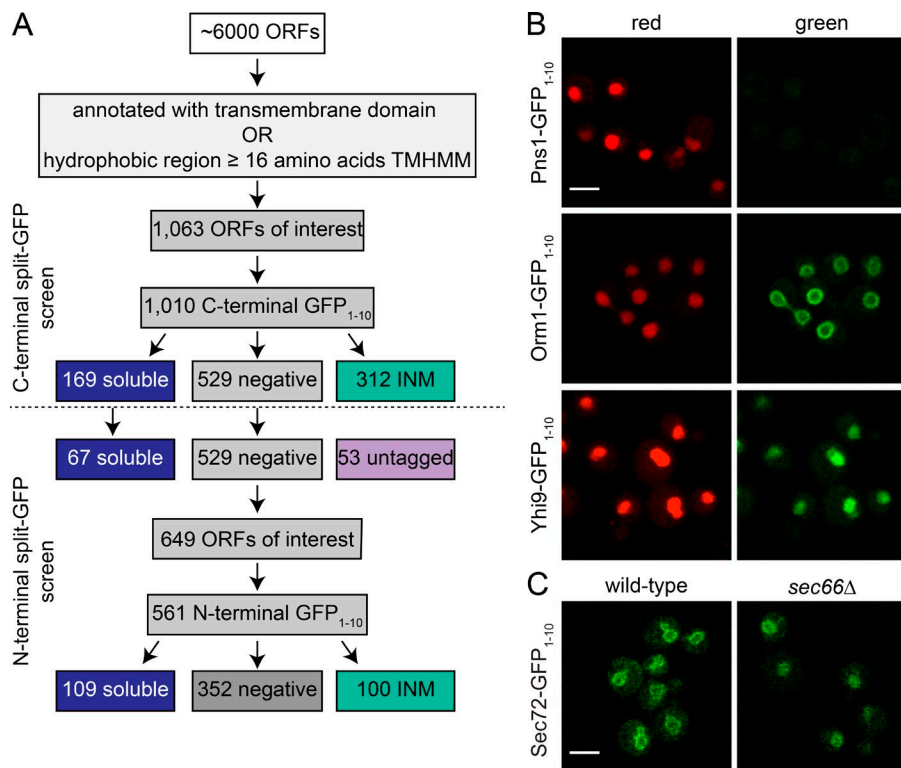 A
~6000 ORFs
annotated with transmembrane domain
OR
hydrophobic region ≥ 16 amino acids TMHMM
C-terminal split-GFP
screen
1,063 ORFs of interest
1,010 C-terminal GFP1-10
169 soluble
529 negative
312 INM
N-terminal split-GFP
screen
67 soluble
529 negative
53 untagged
649 ORFs of interest
561 N-terminal GFP1-10
109 soluble
352 negative
100 INM
B
red
green
Pns1-GFP1-10
Orm1-GFP1-10
Yhi9-GFP1-10
C
wild-type
sec66Δ
Sec72-GFP1-10